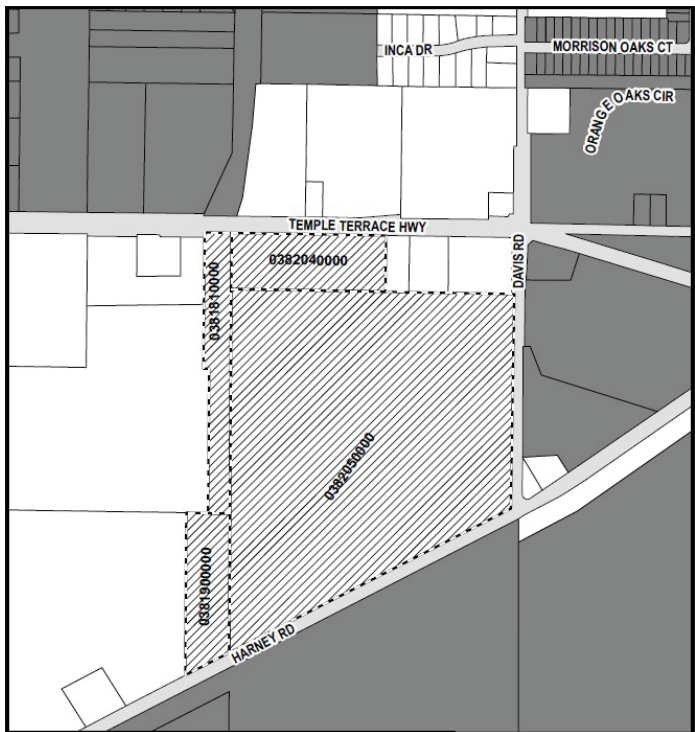 INCA DR
MORRISON OAKS CT
ORANGE OAKS CIR
TEMPLE TERRACE HWY
DAVIS RD
0382040000
0381810000
0382050000
0381900000
HARNEY RD